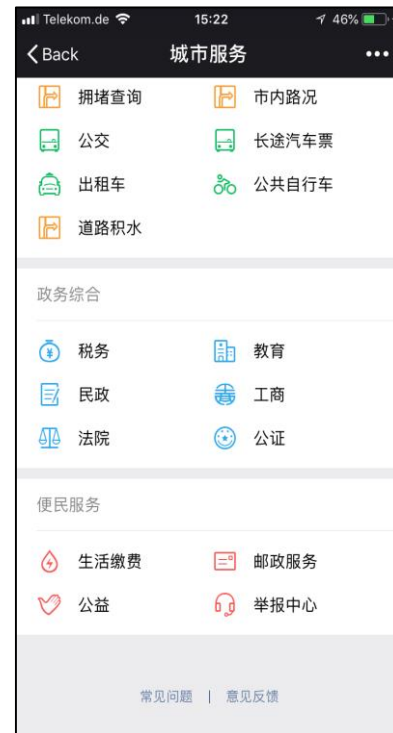 Telekom.de 15:22 46%
Back 城市服务
拥堵查询 市内路况
公交 长途汽车票
出租车 公共自行车
道路积水
政务综合
税务 教育
民政 工商
法院 公证
便民服务
生活缴费 邮政服务
公益 举报中心
常见问题 | 意见反馈